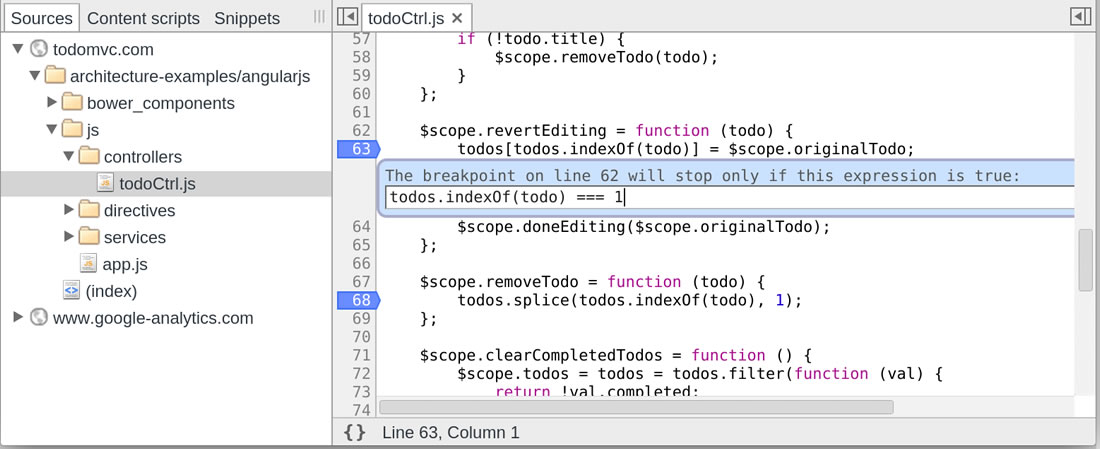 Sources Content scripts Snippets
todomvc.com
architecture-examples/angularjs
bower_components
js
controllers
todoCtrl.js
directives
services
app.js
(index)
www.google-analytics.com
todoCtrl.js ×
57 if (!todo.title) {
58 $scope.removeTodo(todo);
59 }
60 };
61
62 $scope.revertEditing = function (todo) {
63 todos[todos.indexOf(todo)] = $scope.originalTodo;
The breakpoint on line 62 will stop only if this expression is true:
todos.indexOf(todo) === 1
64 $scope.doneEditing($scope.originalTodo);
65 };
66
67 $scope.removeTodo = function (todo) {
68 todos.splice(todos.indexOf(todo), 1);
69 };
70
71 $scope.clearCompletedTodos = function () {
72 $scope.todos = todos = todos.filter(function (val) {
73 return !val.completed;
74
{} Line 63, Column 1